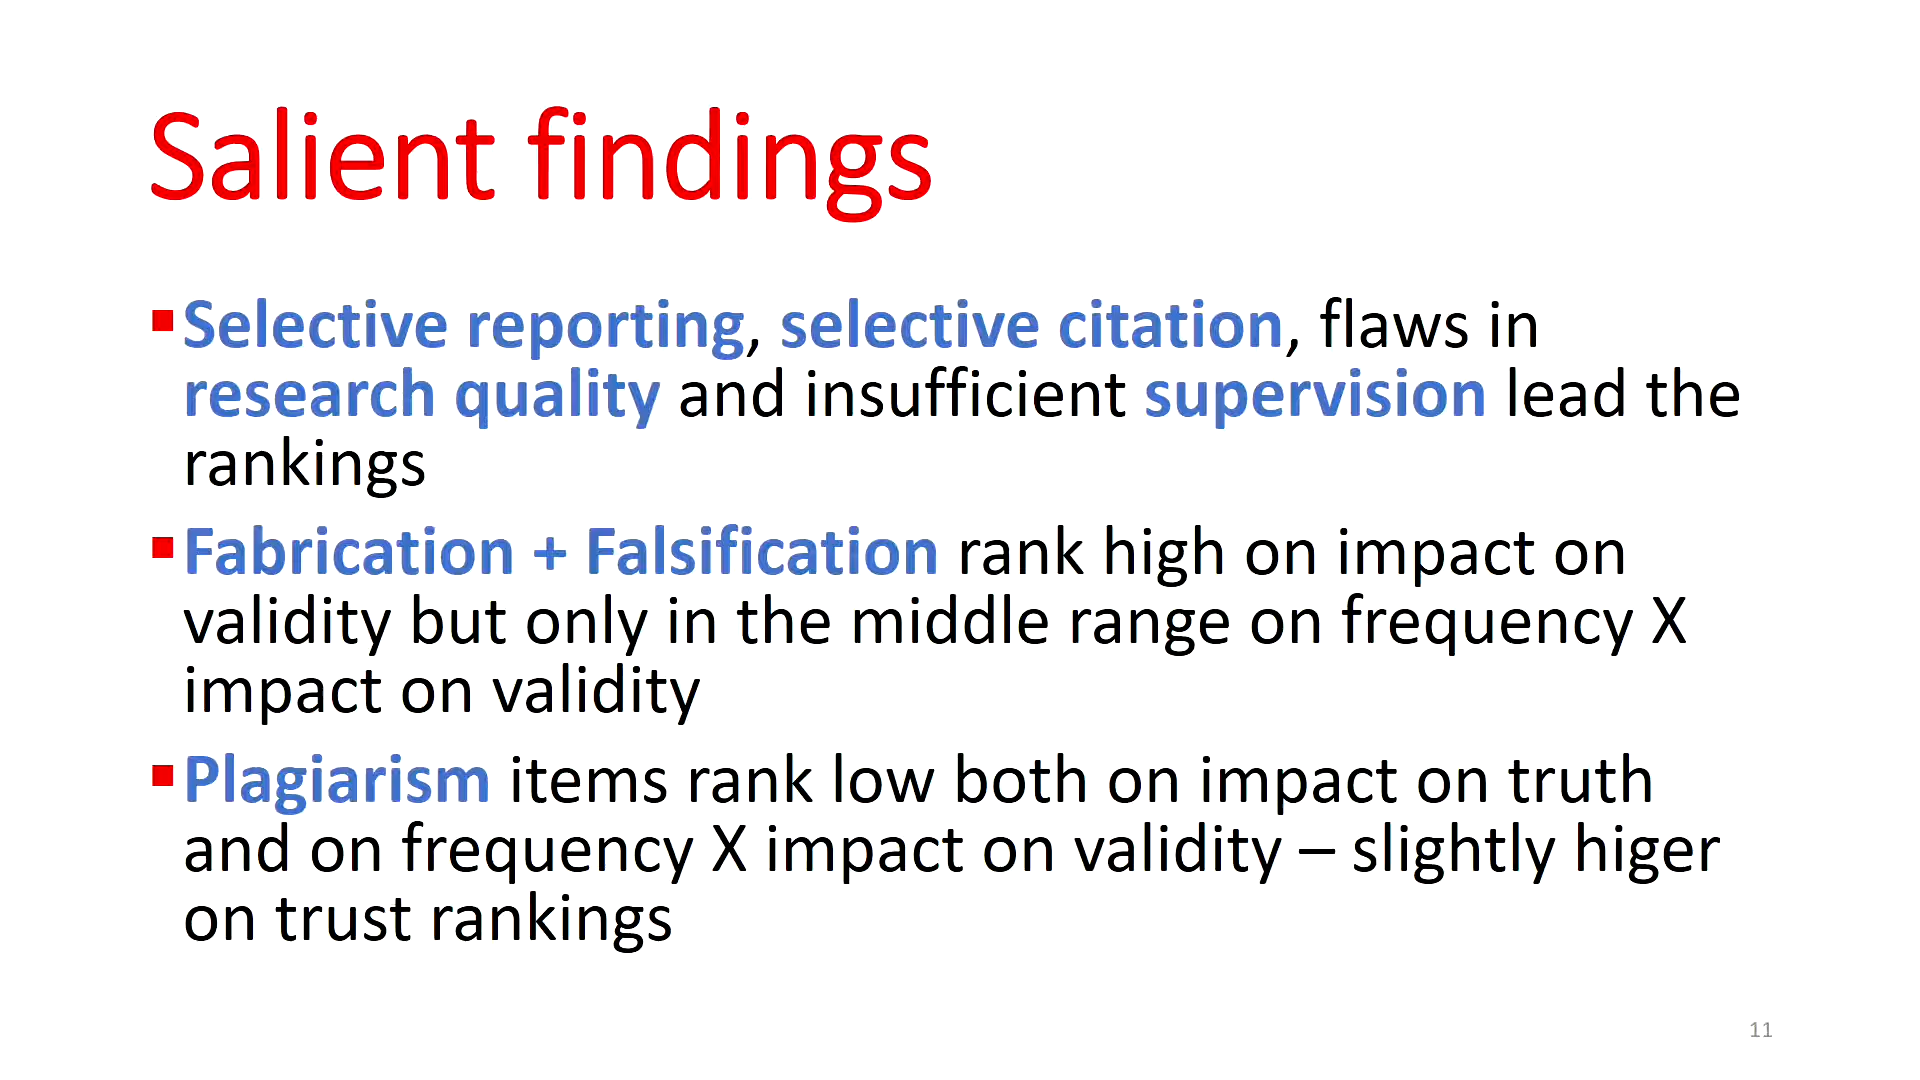 Salient findings
▪Selective reporting, selective citation, flaws in
research quality and insufficient supervision lead the
rankings
▪Fabrication + Falsification rank high on impact on
validity but only in the middle range on frequency X
impact on validity
▪Plagiarism items rank low both on impact on truth
and on frequency X impact on validity – slightly higer
on trust rankings
11